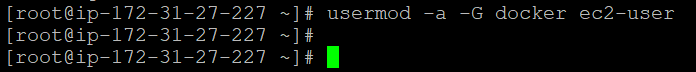 [root@ip-172-31-27-227 ~]# usermod -a -G docker ec2-user
[root@ip-172-31-27-227 ~]#
[root@ip-172-31-27-227 ~]#